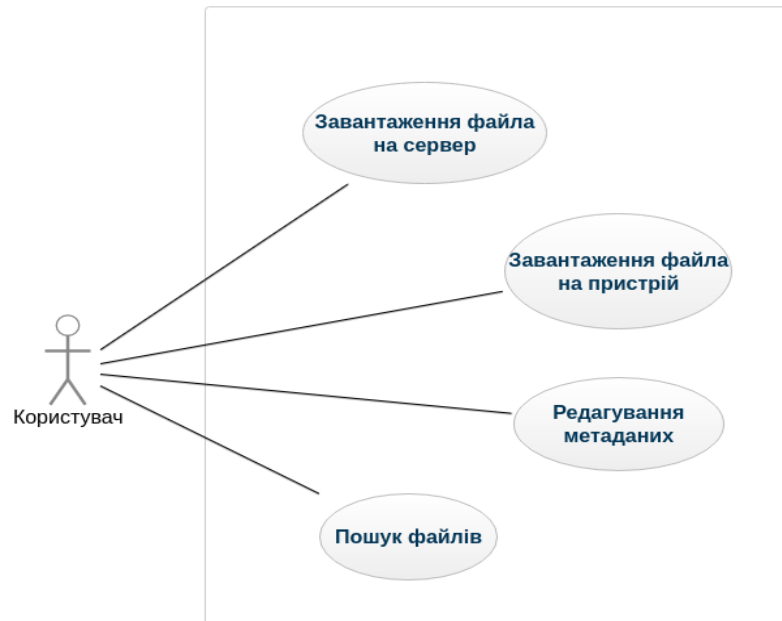 Завантаження файла
на сервер
Завантаження файла
на пристрій
Користувач
Редагування
метаданих
Пошук файлів